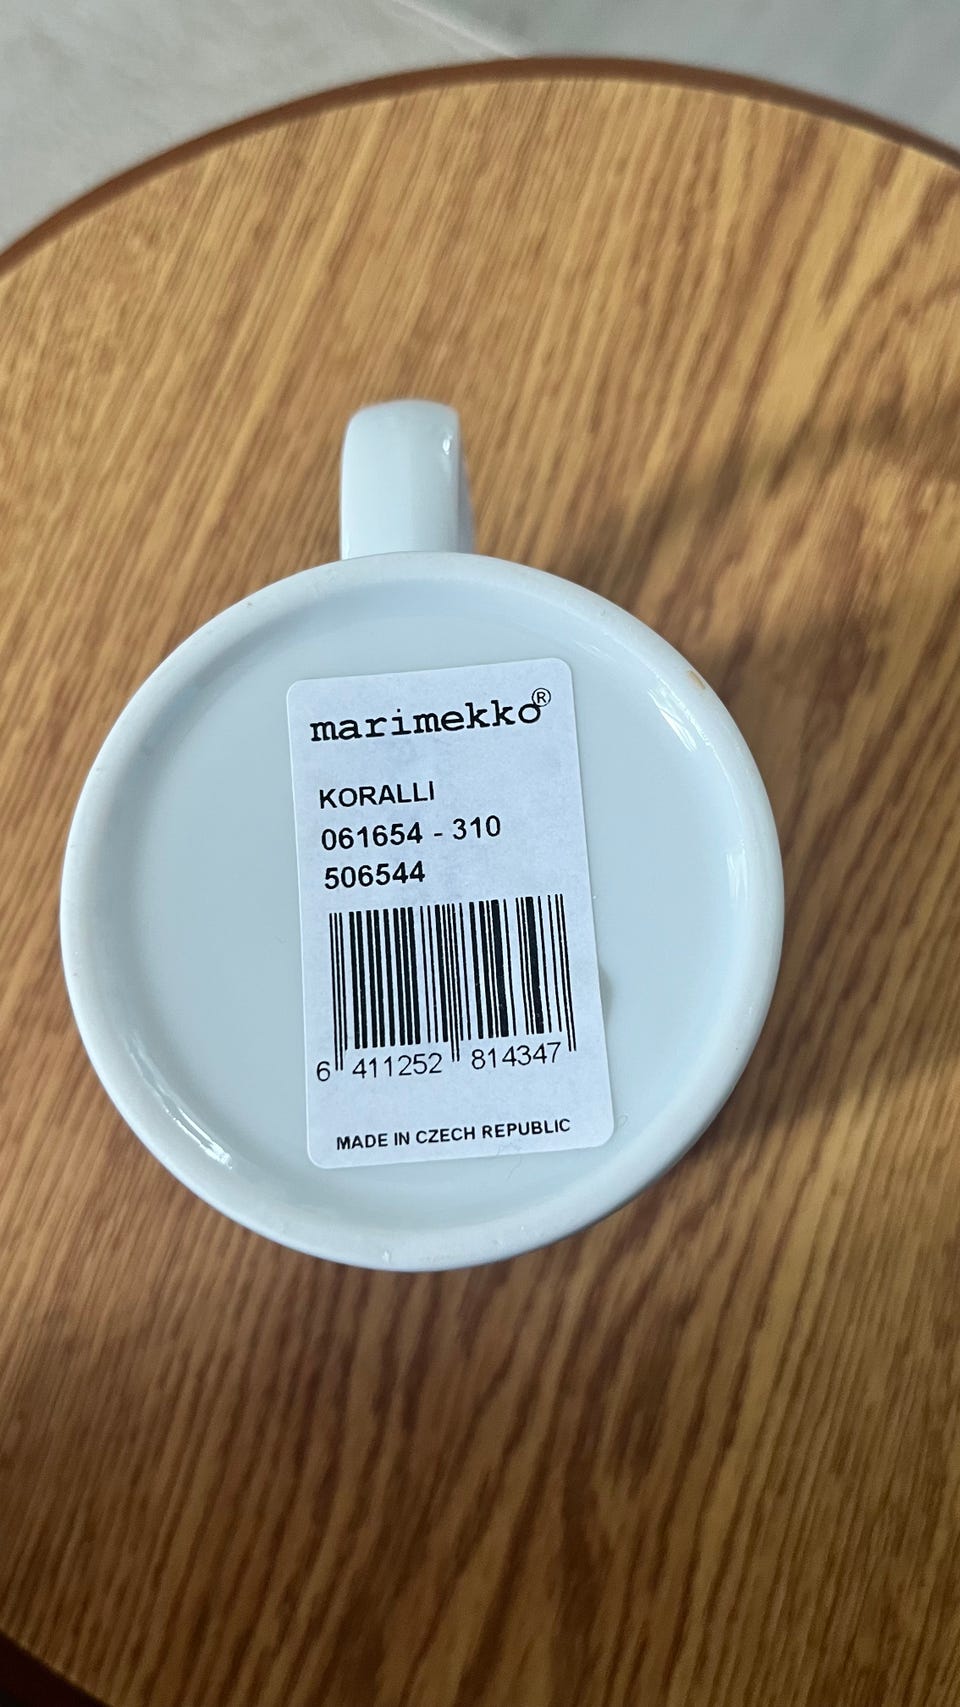 marimekko®
KORALLI
061654 - 310
506544
6 411252 814347
MADE IN CZECH REPUBLIC